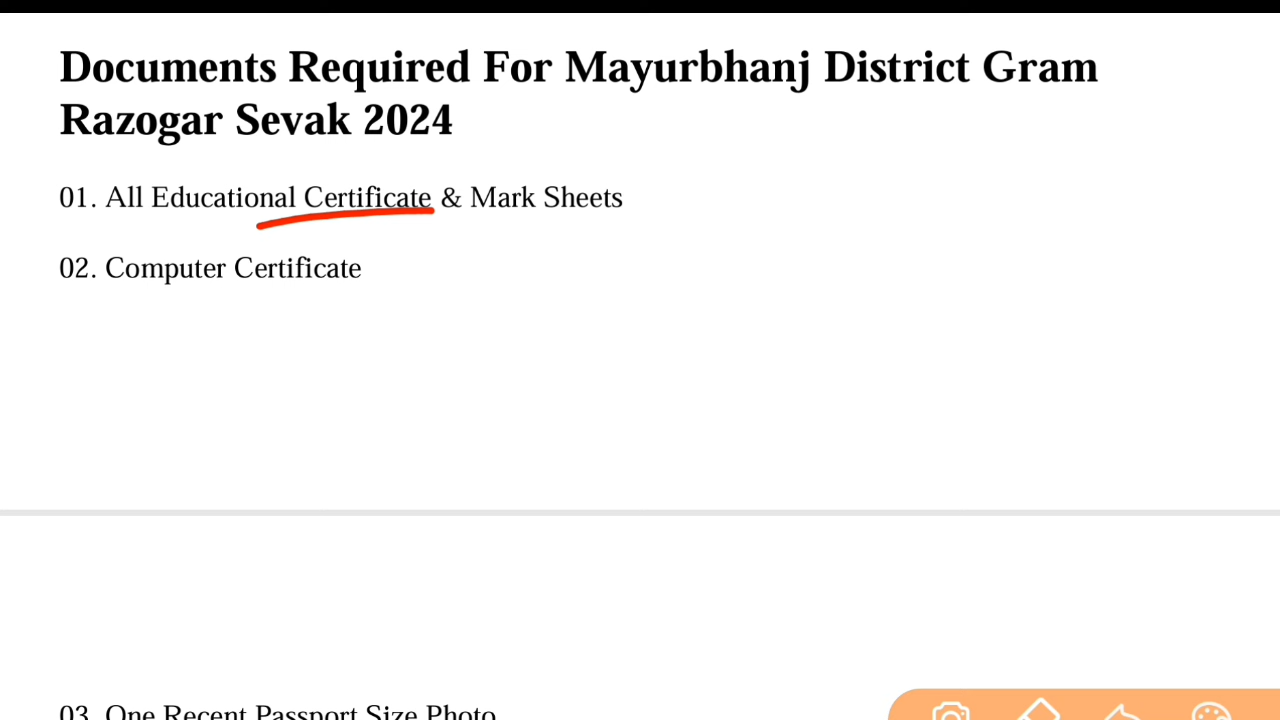 Documents Required For Mayurbhanj District Gram
Razogar Sevak 2024
01. All Educational Certificate & Mark Sheets
02. Computer Certificate
03. One Recent Passport Size Photo